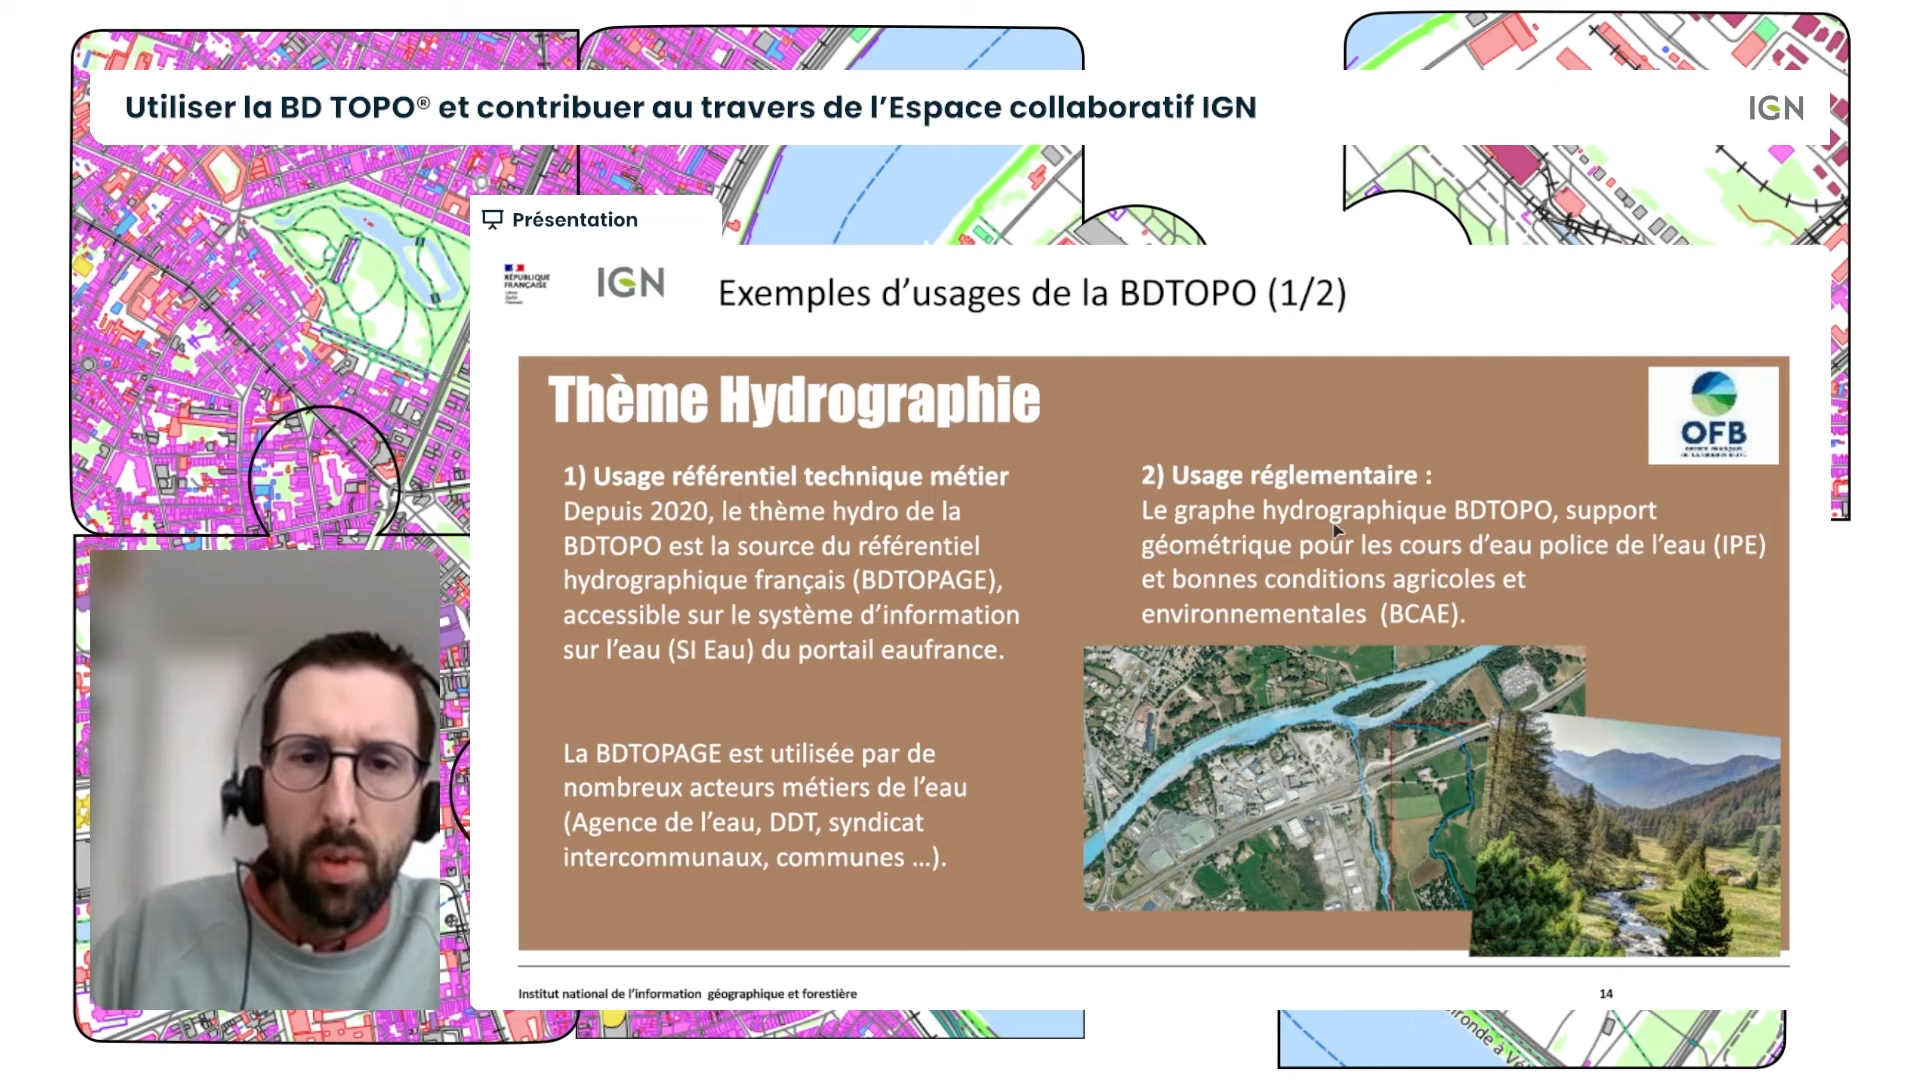 Utiliser la BD TOPO® et contribuer au travers de l'Espace collaboratif IGN
IGN
Présentation
RÉPUBLIQUE
FRANÇAISE
IGN
Exemples d'usages de la BDTOPO (1/2)
Thème Hydrographie
OFB
1) Usage référentiel technique métier
Depuis 2020, le thème hydro de la
BDTOPO est la source du référentiel
hydrographique français (BDTOPAGE),
accessible sur le système d'information
sur l'eau (SI Eau) du portail eaufrance.
La BDTOPAGE est utilisée par de
nombreux acteurs métiers de l'eau
(Agence de l'eau, DDT, syndicat
intercommunaux, communes ...).
2) Usage réglementaire :
Le graphe hydrographique BDTOPO, support
géométrique pour les cours d'eau police de l'eau (IPE)
et bonnes conditions agricoles et
environnementales (BCAE).
Institut national de l'information géographique et forestière
14